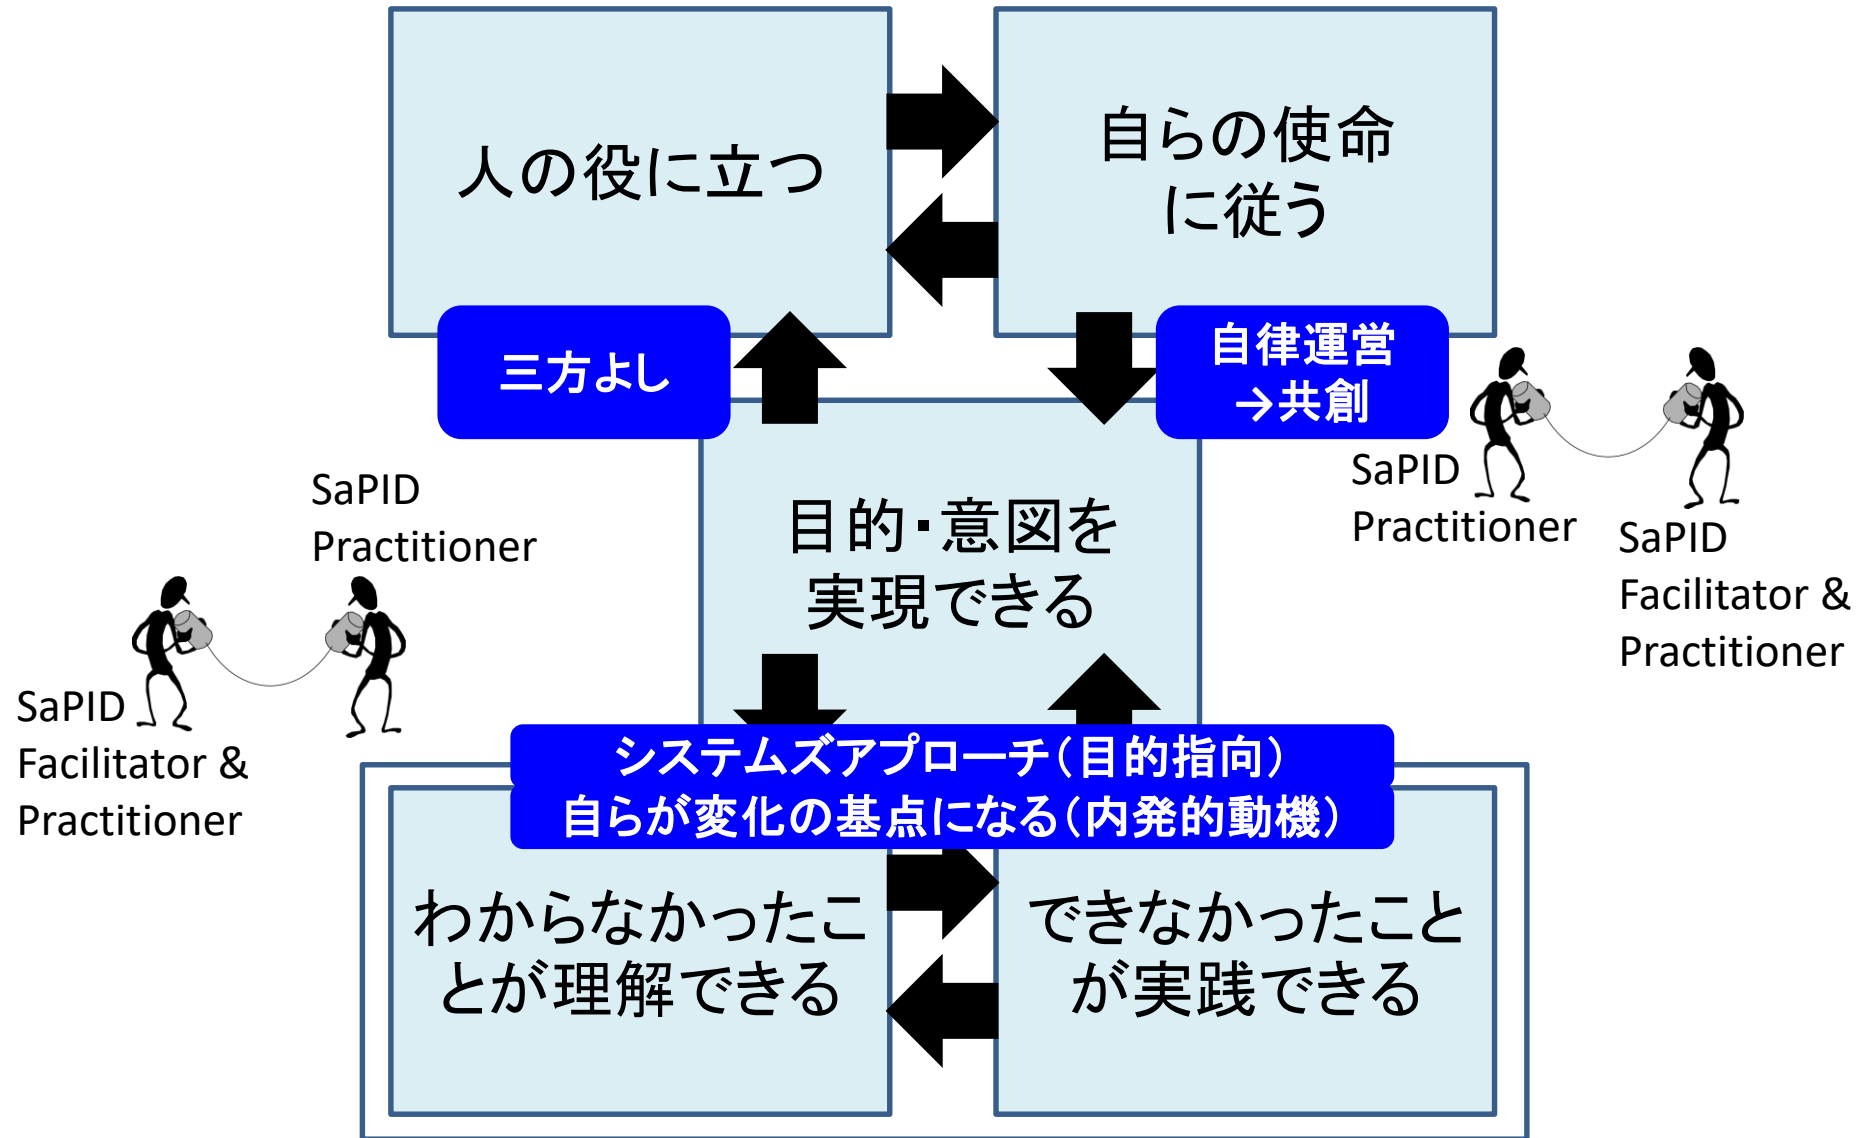 人の役に立つ
自らの使命
に従う
三方よし
自律運営
→共創
SaPID
Practitioner
SaPID
Facilitator &
Practitioner
目的・意図を
実現できる
SaPID
Practitioner
SaPID
Facilitator &
Practitioner
システムズアプローチ(目的指向)
自らが変化の基点になる(内発的動機)
わからなかったこ
とが理解できる
できなかったこと
が実践できる